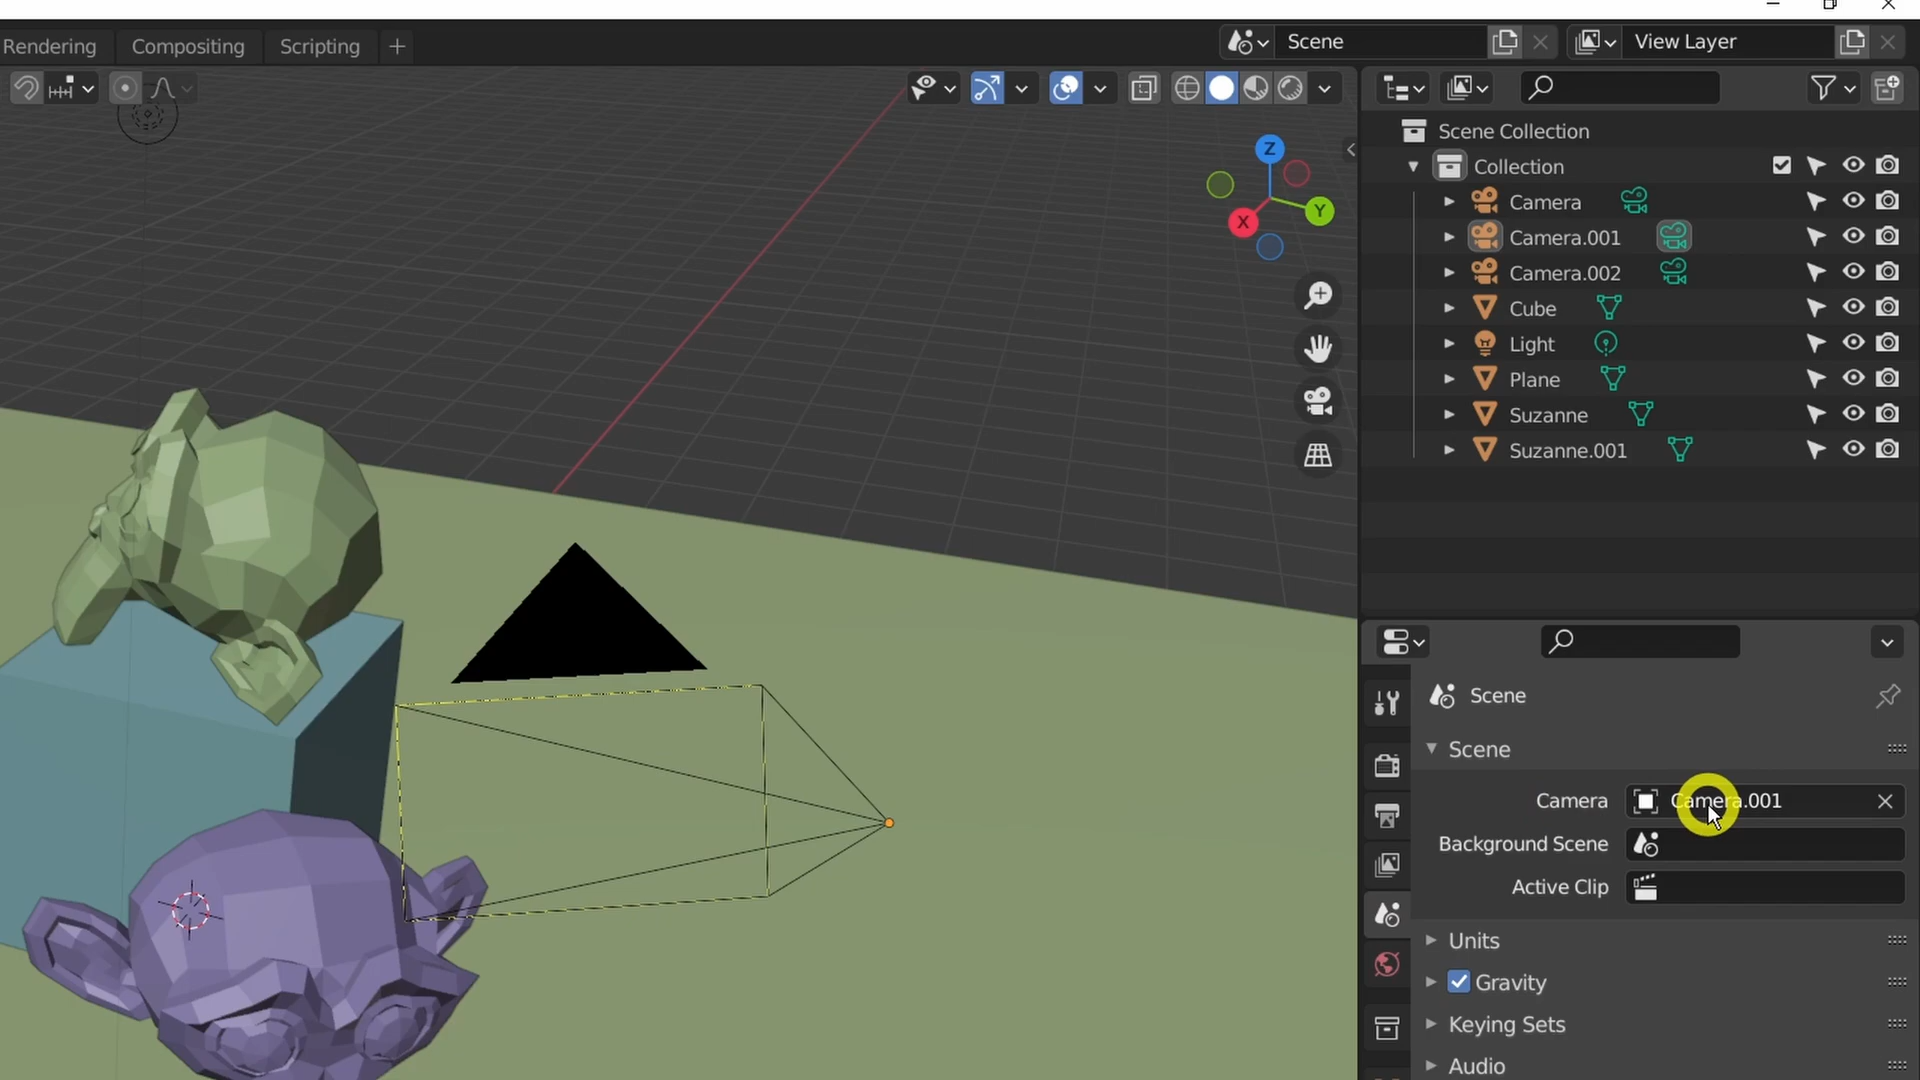 Rendering Compositing Scripting + Scene View Layer
Scene Collection
Collection
Camera
Camera.001
Camera.002
Cube
Light
Plane
Suzanne
Suzanne.001
Z
Y
X
Scene
Scene
Camera Camera.001
Background Scene
Active Clip
Units
Gravity
Keying Sets
Audio